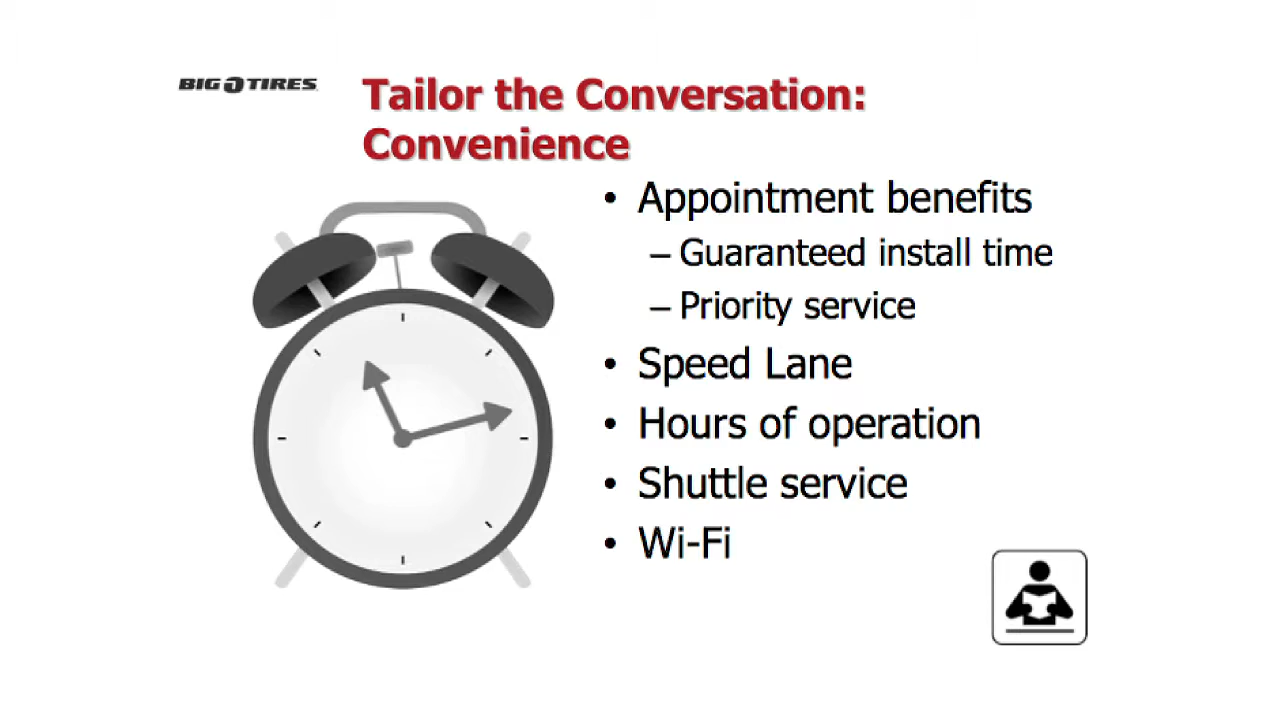 BIG O TIRES
Tailor the Conversation:
Convenience
• Appointment benefits
– Guaranteed install time
– Priority service
• Speed Lane
• Hours of operation
• Shuttle service
• Wi-Fi